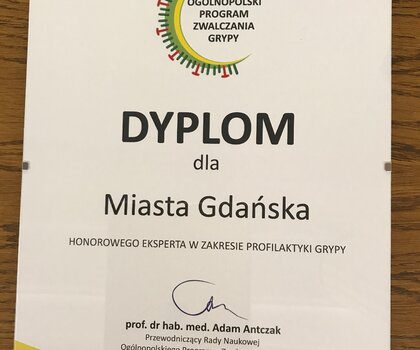 OGÓLNOPOLSKI
PROGRAM
ZWALCZANIA
GRYPY
DYPLOM
dla
Miasta Gdańska
HONOROWEGO EKSPERTA W ZAKRESIE PROFILAKTYKI GRYPY
prof. dr hab. med. Adam Antczak
Przewodniczący Rady Naukowej
Ogólnopolskiego